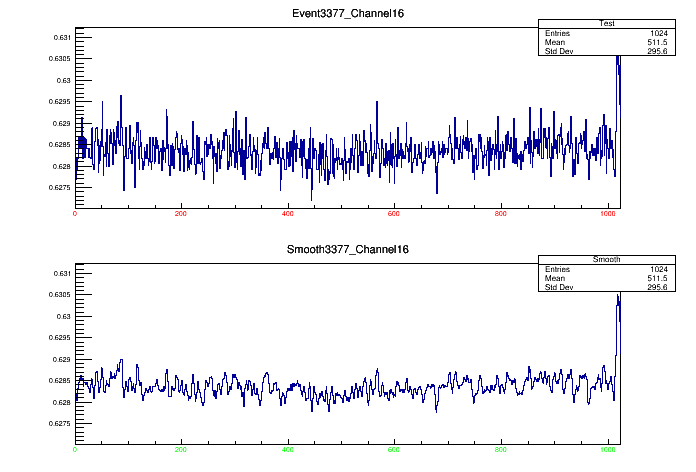 Event3377_Channel16
Test
Entries 1024
Mean 511.5
Std Dev 295.6
0.631
0.6305
0.63
0.6295
0.629
0.6285
0.628
0.6275
0 200 400 600 800 1000
Smooth3377_Channel16
Smooth
Entries 1024
Mean 511.5
Std Dev 295.6
0.631
0.6305
0.63
0.6295
0.629
0.6285
0.628
0.6275
0 200 400 600 800 1000